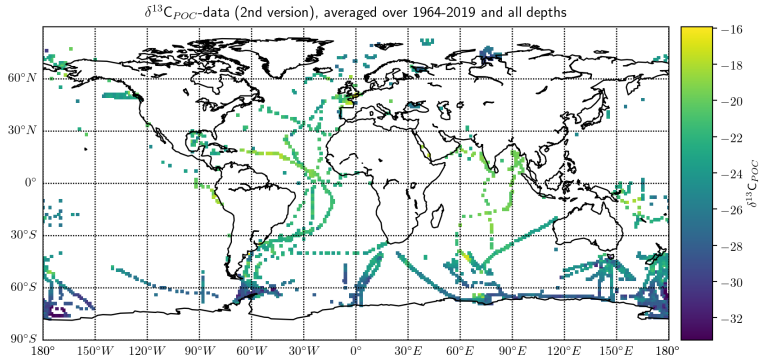 δ¹³C_POC-data (2nd version), averaged over 1964-2019 and all depths
60°N
30°N
0°
30°S
60°S
90°S
180° 150°W 120°W 90°W 60°W 30°W 0° 30°E 60°E 90°E 120°E 150°E 180°
−16
−18
−20
−22
−24
−26
−28
−30
−32
δ¹³C_POC